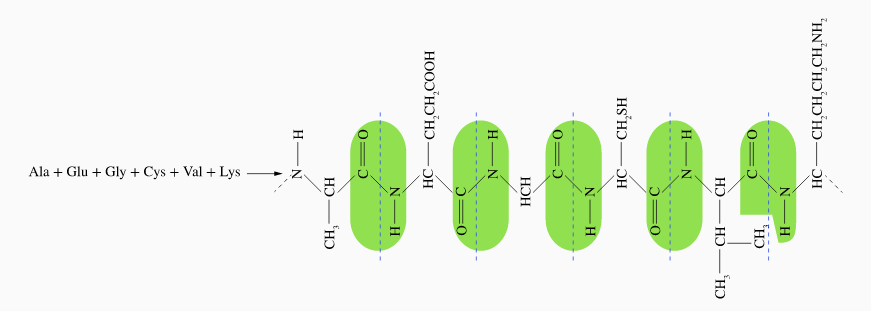 Ala + Glu + Gly + Cys + Val + Lys
H
N
CH
CH₃
C
O
N
H
CH₂CH₂COOH
HC
C
O
H
N
HCH
O
C
N
H
CH₂SH
HC
C
O
H
N
CH
CH
CH₃
CH₃
O
C
N
H
HC
CH₂CH₂CH₂CH₂NH₂